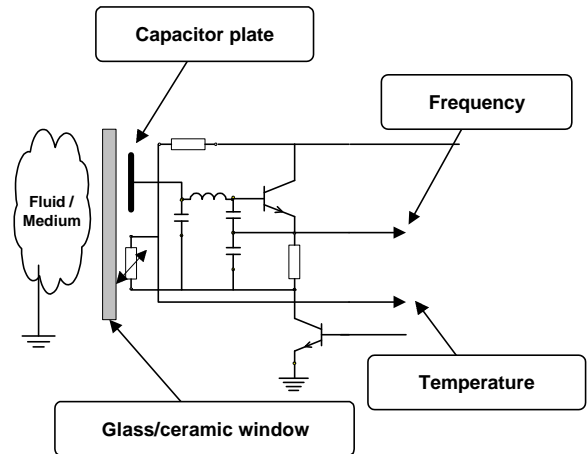 Capacitor plate
Frequency
Fluid /
Medium
Temperature
Glass/ceramic window